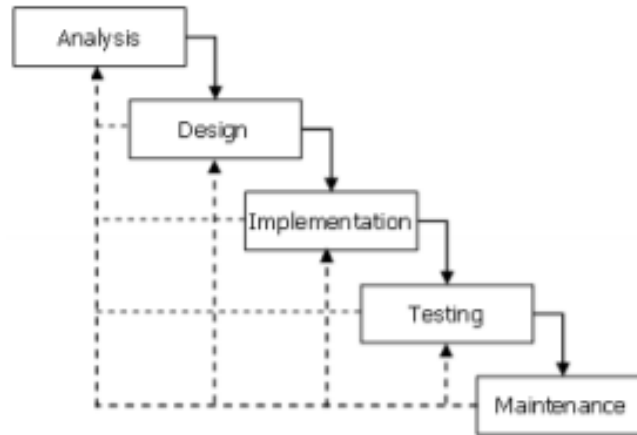 Analysis
Design
Implementation
Testing
Maintenance